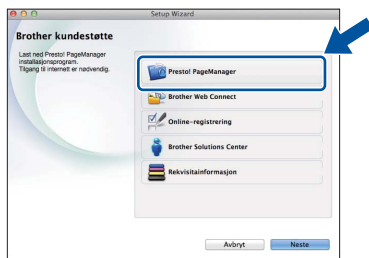 Setup Wizard
Brother kundestøtte
Last ned Presto! PageManager
installasjonsprogram.
Tilgang til internett er nødvendig.
Presto! PageManager
Brother Web Connect
Online-registrering
Brother Solutions Center
Rekvisitainformasjon
Avbryt
Neste